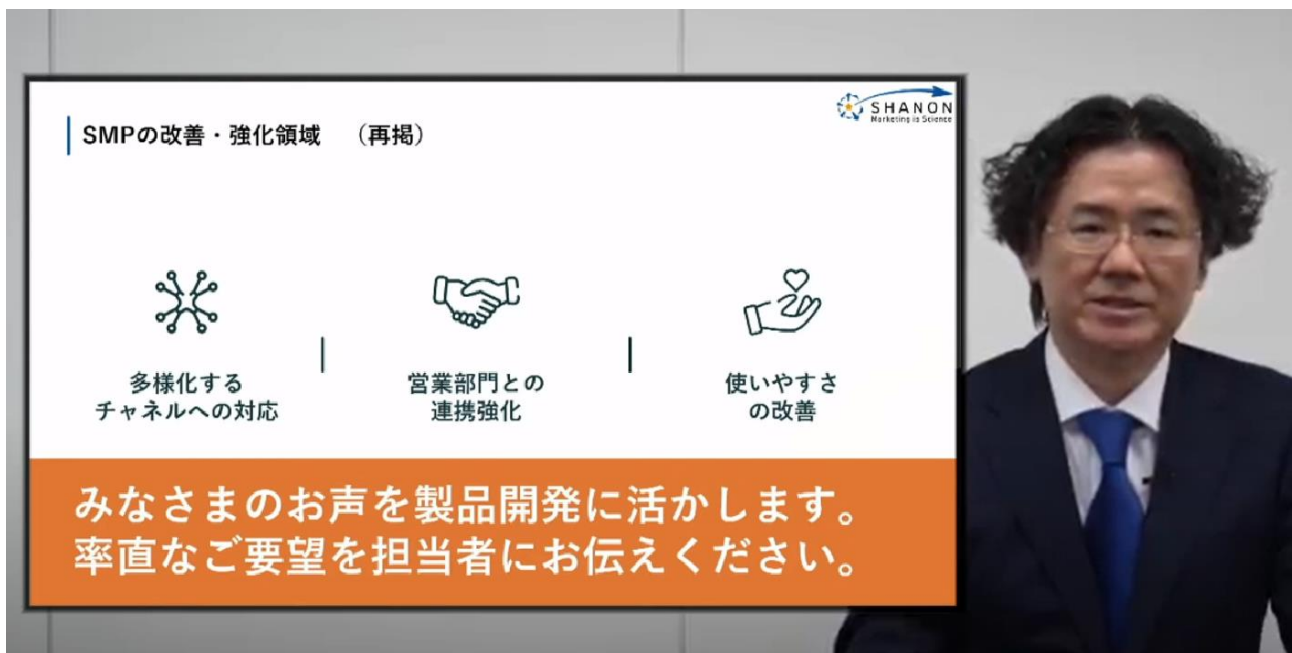 SHANON
Marketing is Science
SMPの改善・強化領域 （再掲）
多様化する
チャネルへの対応
営業部門との
連携強化
使いやすさ
の改善
みなさまのお声を製品開発に活かします。
率直なご要望を担当者にお伝えください。